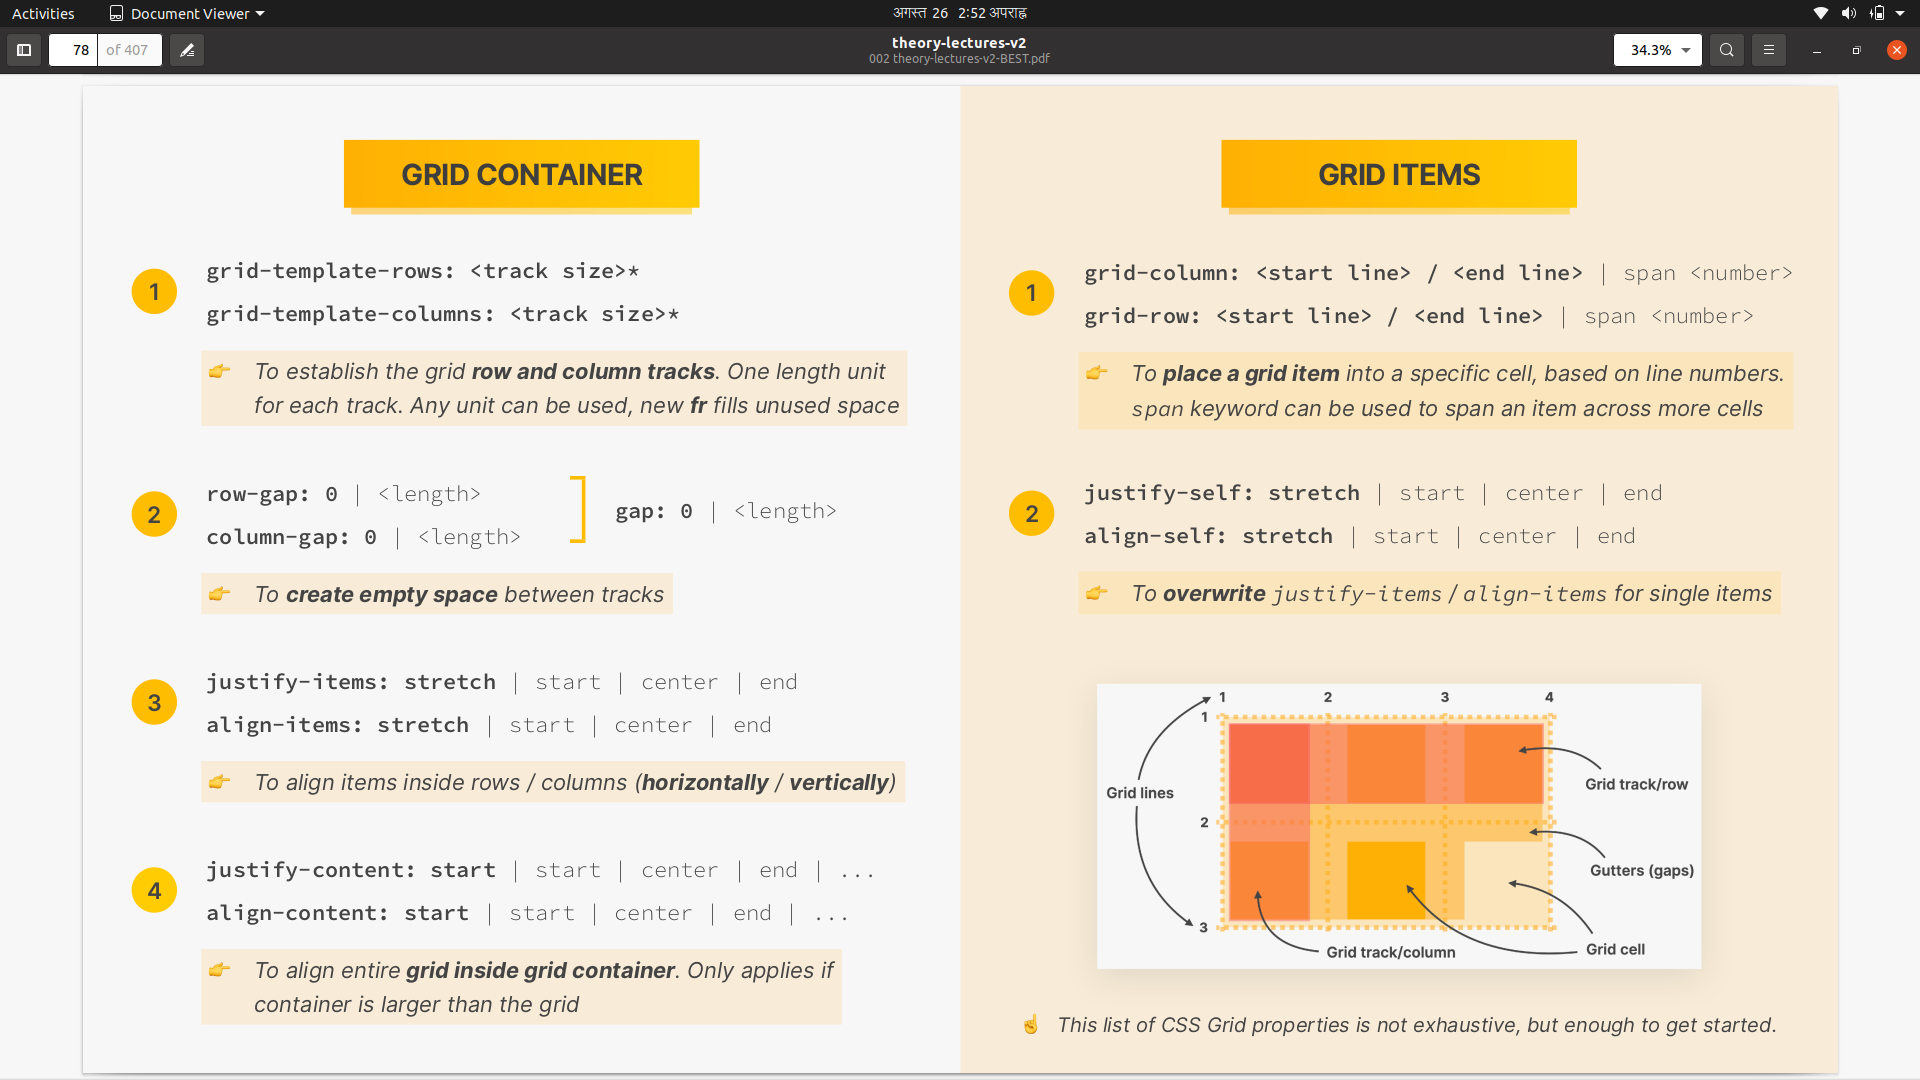 Activities
Document Viewer
अगस्त 26 2:52 अपराह्न
78 of 407
theory-lectures-v2
002 theory-lectures-v2-BEST.pdf
34.3%
GRID CONTAINER
1
grid-template-rows: <track size>*
grid-template-columns: <track size>*
👉 To establish the grid row and column tracks. One length unit
for each track. Any unit can be used, new fr fills unused space
2
row-gap: 0 | <length>
column-gap: 0 | <length>
gap: 0 | <length>
👉 To create empty space between tracks
3
justify-items: stretch | start | center | end
align-items: stretch | start | center | end
👉 To align items inside rows / columns (horizontally / vertically)
4
justify-content: start | start | center | end | ...
align-content: start | start | center | end | ...
👉 To align entire grid inside grid container. Only applies if
container is larger than the grid
GRID ITEMS
1
grid-column: <start line> / <end line> | span <number>
grid-row: <start line> / <end line> | span <number>
👉 To place a grid item into a specific cell, based on line numbers.
span keyword can be used to span an item across more cells
2
justify-self: stretch | start | center | end
align-self: stretch | start | center | end
👉 To overwrite justify-items / align-items for single items
1 2 3 4
1
Grid track/row
Grid lines
2
Gutters (gaps)
3
Grid track/column
Grid cell
☝ This list of CSS Grid properties is not exhaustive, but enough to get started.